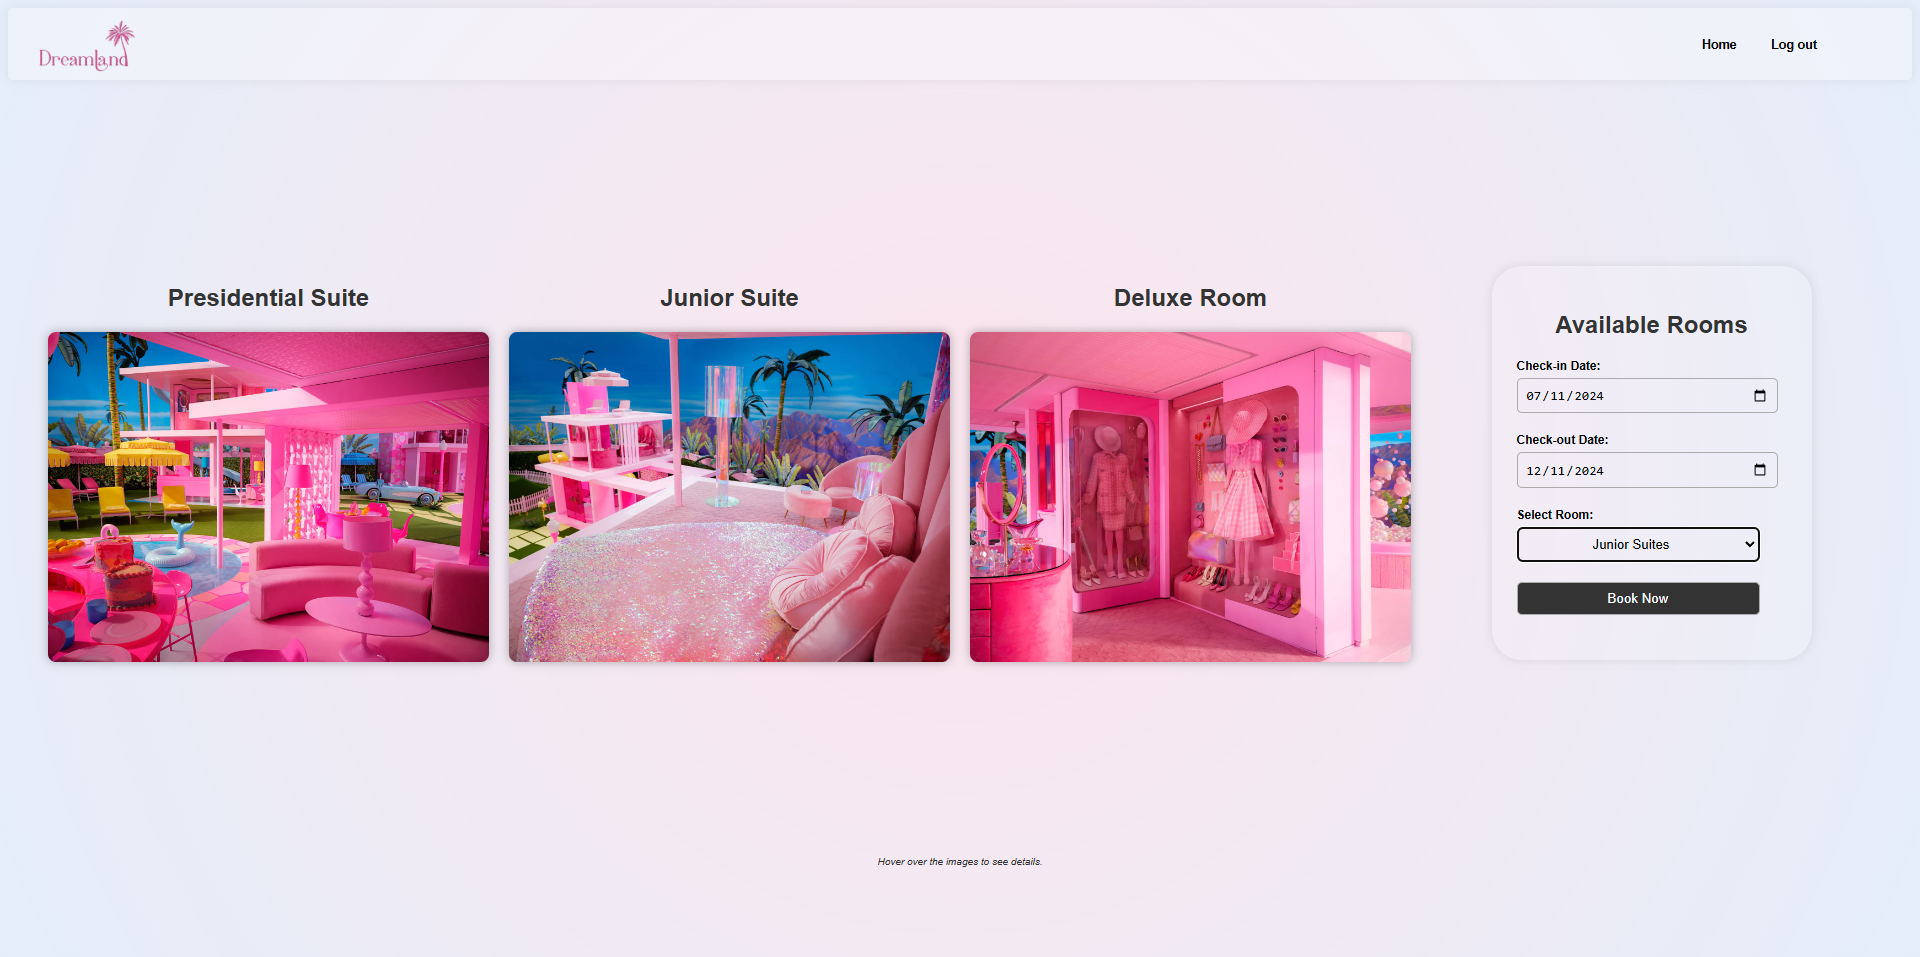 Dreamland
Home
Log out
Presidential Suite
Junior Suite
Deluxe Room
Available Rooms
Check-in Date:
07/11/2024
Check-out Date:
12/11/2024
Select Room:
Junior Suites
Book Now
Hover over the images to see details.